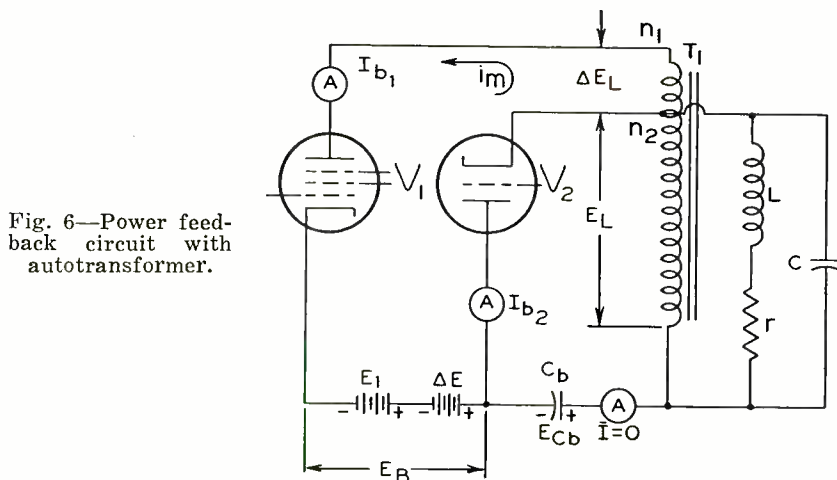 n1
T1
Ib1
A
im
ΔEL
n2
V1
V2
EL
L
C
r
A
Ib2
Fig. 6—Power feed-
back circuit with
autotransformer.
E1
ΔE
Cb
A
- + - + - +
ECb
Ī=0
EB